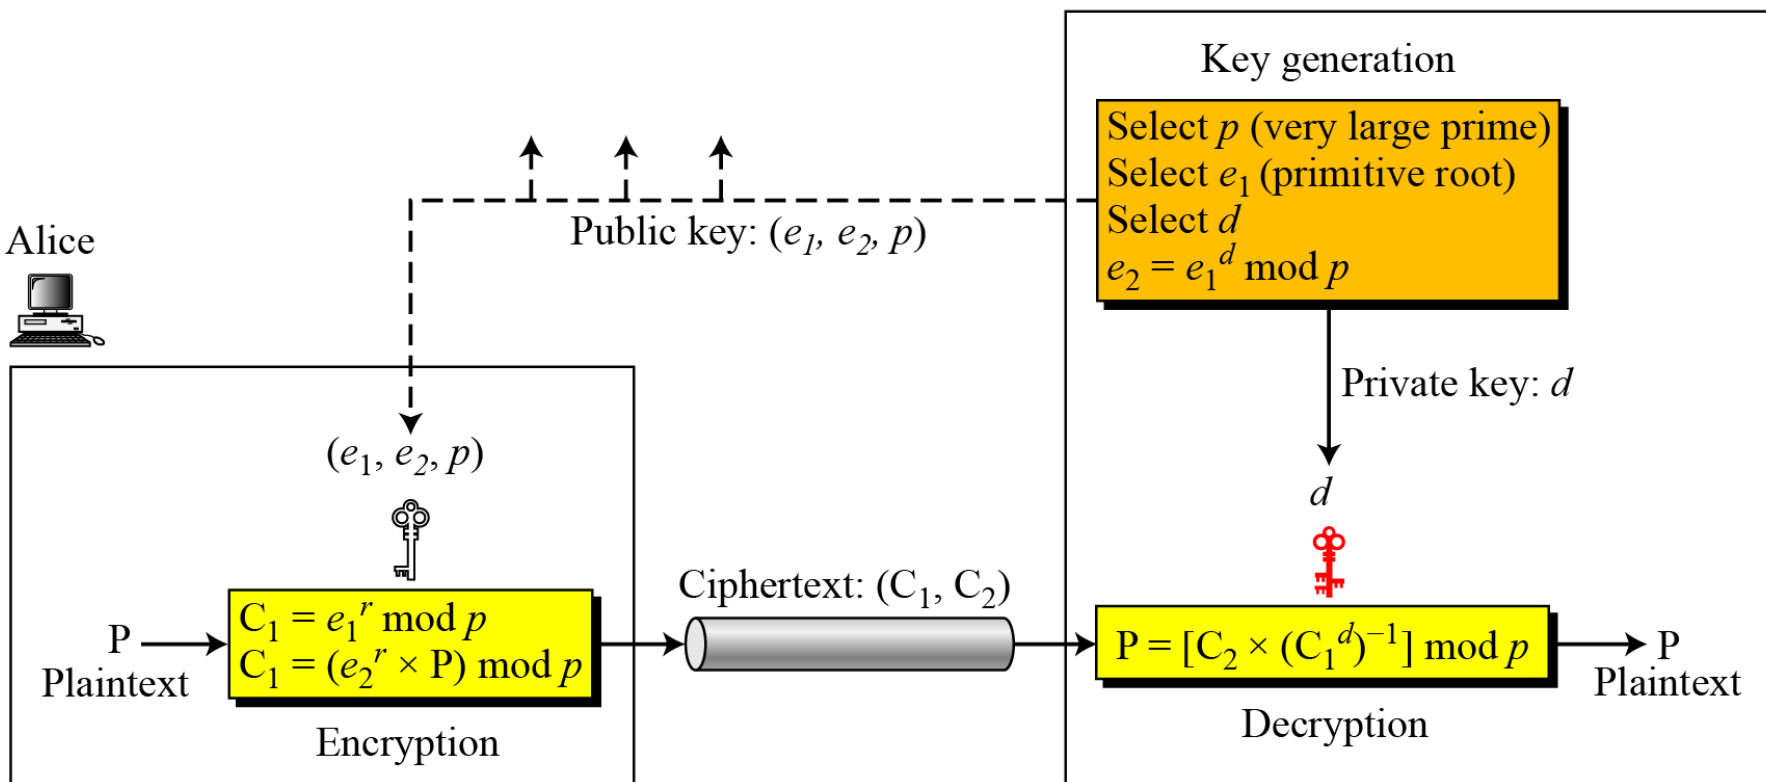 Key generation
Select p (very large prime)
Select e₁ (primitive root)
Select d
e₂ = e₁ᵈ mod p
Public key: (e₁, e₂, p)
Alice
Private key: d
(e₁, e₂, p)
d
Ciphertext: (C₁, C₂)
C₁ = e₁ʳ mod p
C₁ = (e₂ʳ × P) mod p
P
Plaintext
Encryption
P = [C₂ × (C₁ᵈ)⁻¹] mod p
P
Plaintext
Decryption